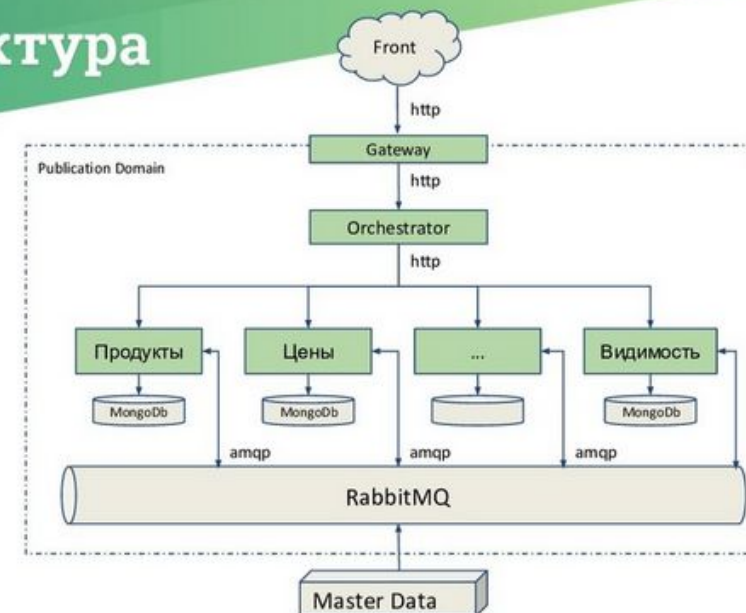 ктура
Front
http
Gateway
Publication Domain
http
Orchestrator
http
Продукты
Цены
...
Видимость
MongoDb
MongoDb
MongoDb
amqp
amqp
amqp
RabbitMQ
Master Data